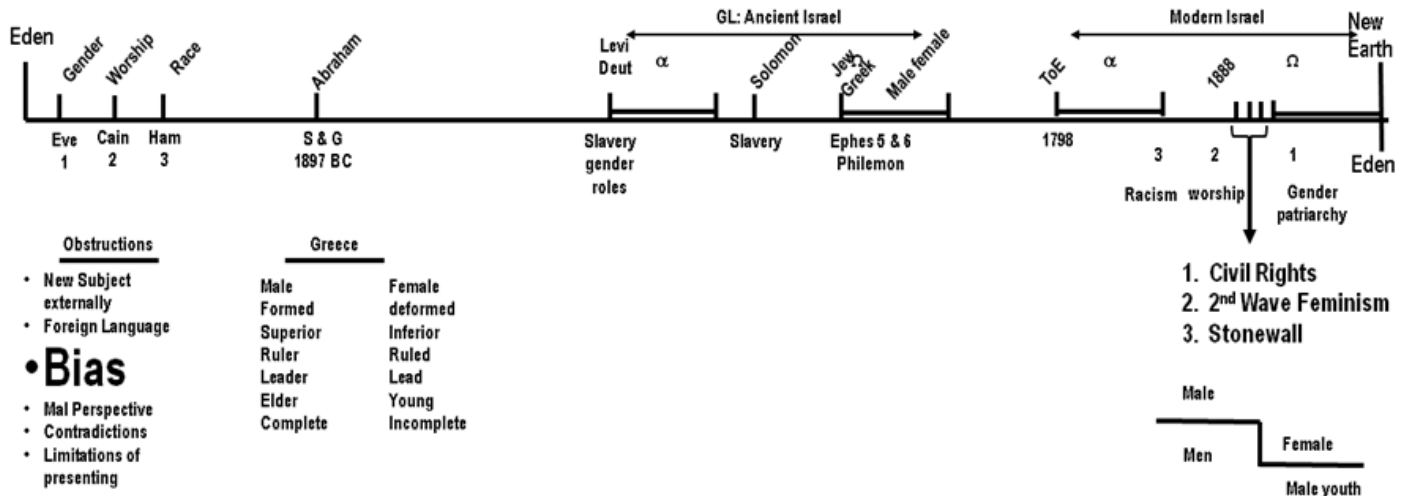 Eden
Gender
Worship
Race
Abraham
GL: Ancient Israel
Levi
Deut
α
Solomon
Jew
Ω
Greek
Male female
Modern Israel
ToE
α
1888
Ω
New
Earth
Eve
1
Cain
2
Ham
3
S & G
1897 BC
Slavery
gender
roles
Slavery
Ephes 5 & 6
Philemon
1798
3
Racism
2
worship
1
Gender
patriarchy
Eden
Obstructions
• New Subject
externally
• Foreign Language
• Bias
• Mal Perspective
• Contradictions
• Limitations of
presenting
Greece
Male Female
Formed deformed
Superior Inferior
Ruler Ruled
Leader Lead
Elder Young
Complete Incomplete
1. Civil Rights
2. 2nd Wave Feminism
3. Stonewall
Male
Men
Female
Male youth